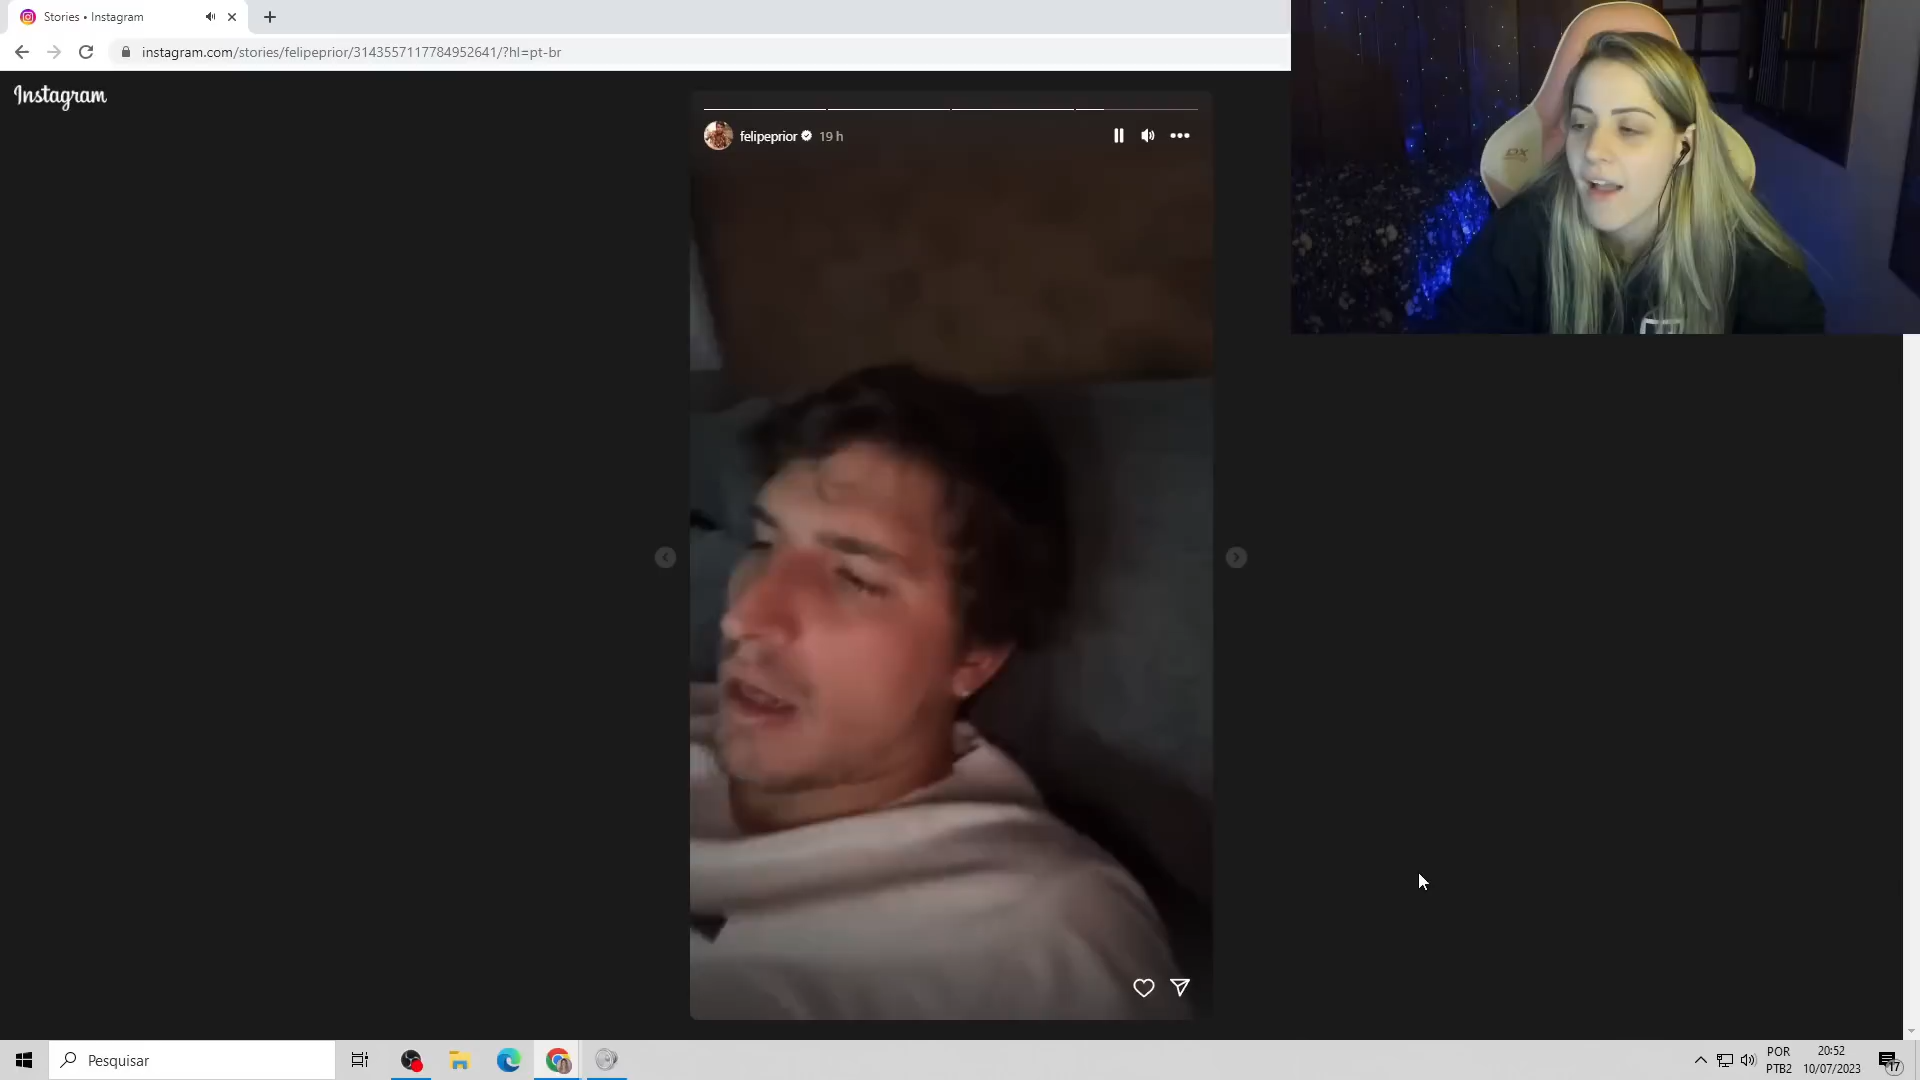 Stories • Instagram
instagram.com/stories/felipeprior/3143557117784952641/?hl=pt-br
Instagram
felipeprior 19 h
DX
Pesquisar
POR
PTB2
20:52
10/07/2023
17